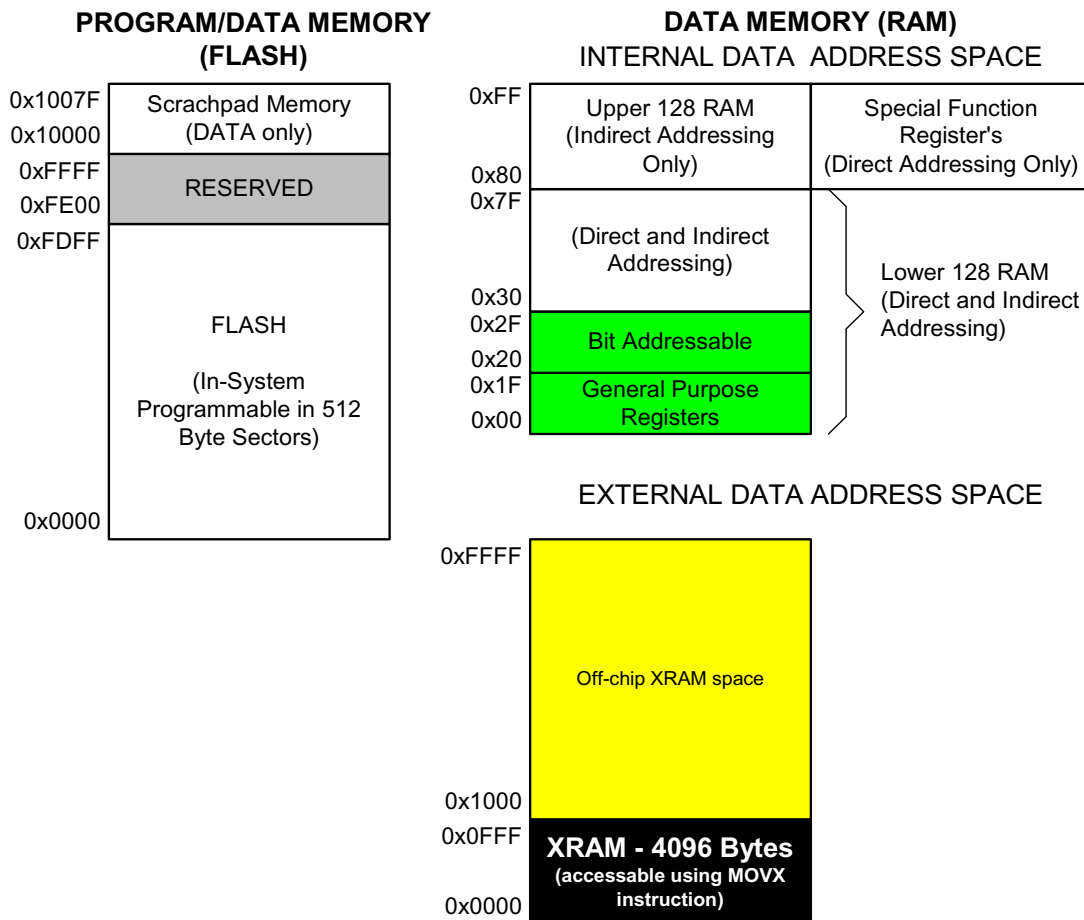 PROGRAM/DATA MEMORY
(FLASH)
0x1007F
Scrachpad Memory
0x10000
(DATA only)
0xFFFF
RESERVED
0xFE00
0xFDFF
FLASH
(In-System
Programmable in 512
Byte Sectors)
0x0000
DATA MEMORY (RAM)
INTERNAL DATA ADDRESS SPACE
0xFF
Upper 128 RAM
(Indirect Addressing
Only)
0x80
Special Function
Register's
(Direct Addressing Only)
0x7F
(Direct and Indirect
Addressing)
0x30
0x2F
Bit Addressable
0x20
0x1F
General Purpose
Registers
0x00
Lower 128 RAM
(Direct and Indirect
Addressing)
EXTERNAL DATA ADDRESS SPACE
0xFFFF
Off-chip XRAM space
0x1000
0x0FFF
XRAM - 4096 Bytes
(accessable using MOVX
instruction)
0x0000